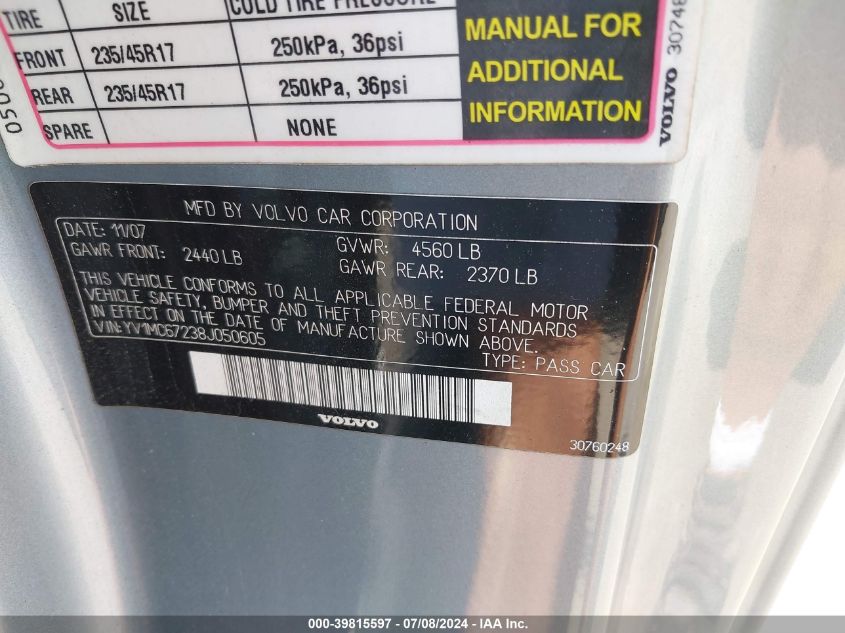 TIRE SIZE COLD TIRE PRESSURE
FRONT 235/45R17 250kPa, 36psi
REAR 235/45R17 250kPa, 36psi
SPARE NONE
MANUAL FOR
ADDITIONAL
INFORMATION
VOLVO 30748
MFD BY VOLVO CAR CORPORATION
DATE: 11/07 GVWR: 4560 LB
GAWR FRONT: 2440 LB GAWR REAR: 2370 LB
THIS VEHICLE CONFORMS TO ALL APPLICABLE FEDERAL MOTOR
VEHICLE SAFETY, BUMPER AND THEFT PREVENTION STANDARDS
IN EFFECT ON THE DATE OF MANUFACTURE SHOWN ABOVE.
VIN: YV1MC67238J050605 TYPE: PASS CAR
VOLVO
30760248
000-39815597 / 07/08/2024 - IAA Inc.